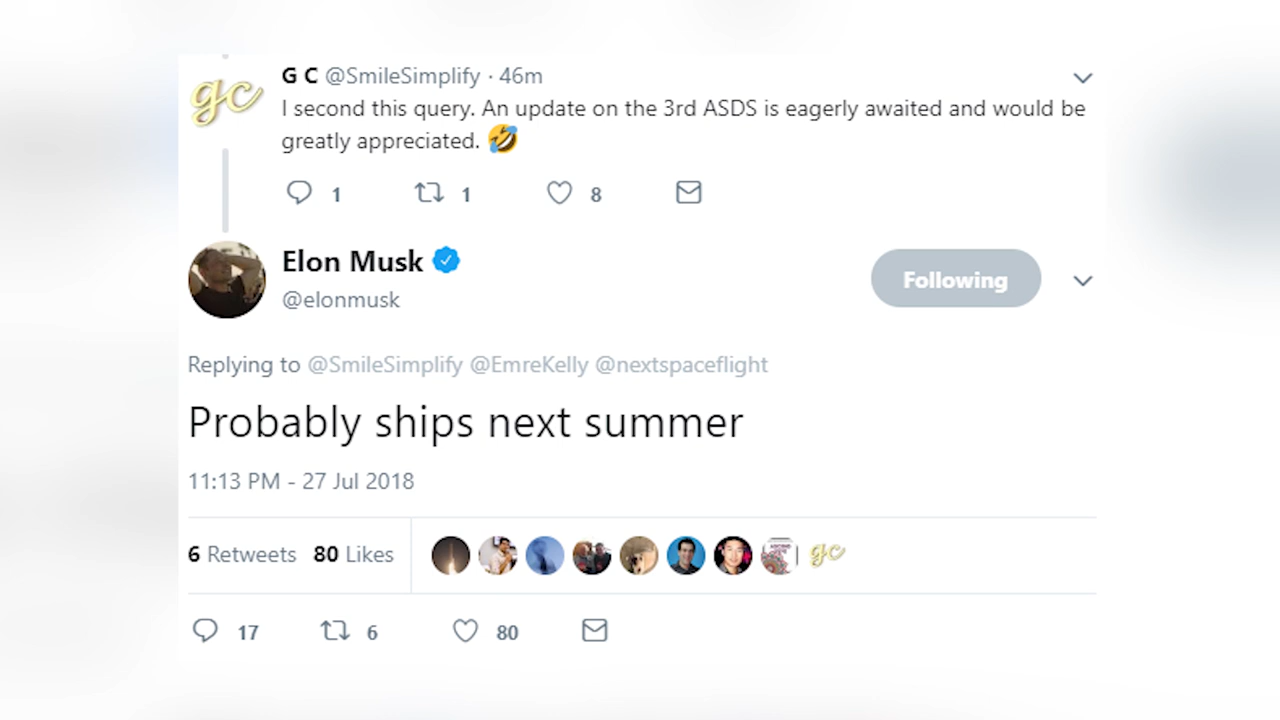 gc
G C @SmileSimplify · 46m
I second this query. An update on the 3rd ASDS is eagerly awaited and would be
greatly appreciated. 🤣
1 1 8
Elon Musk
@elonmusk
Following
Replying to @SmileSimplify @EmreKelly @nextspaceflight
Probably ships next summer
11:13 PM - 27 Jul 2018
6 Retweets 80 Likes
gc
17 6 80